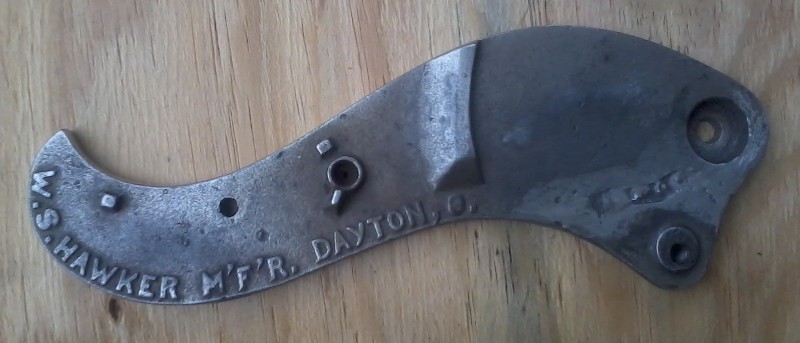 W.S. HAWKER M'F'R, DAYTON, O.